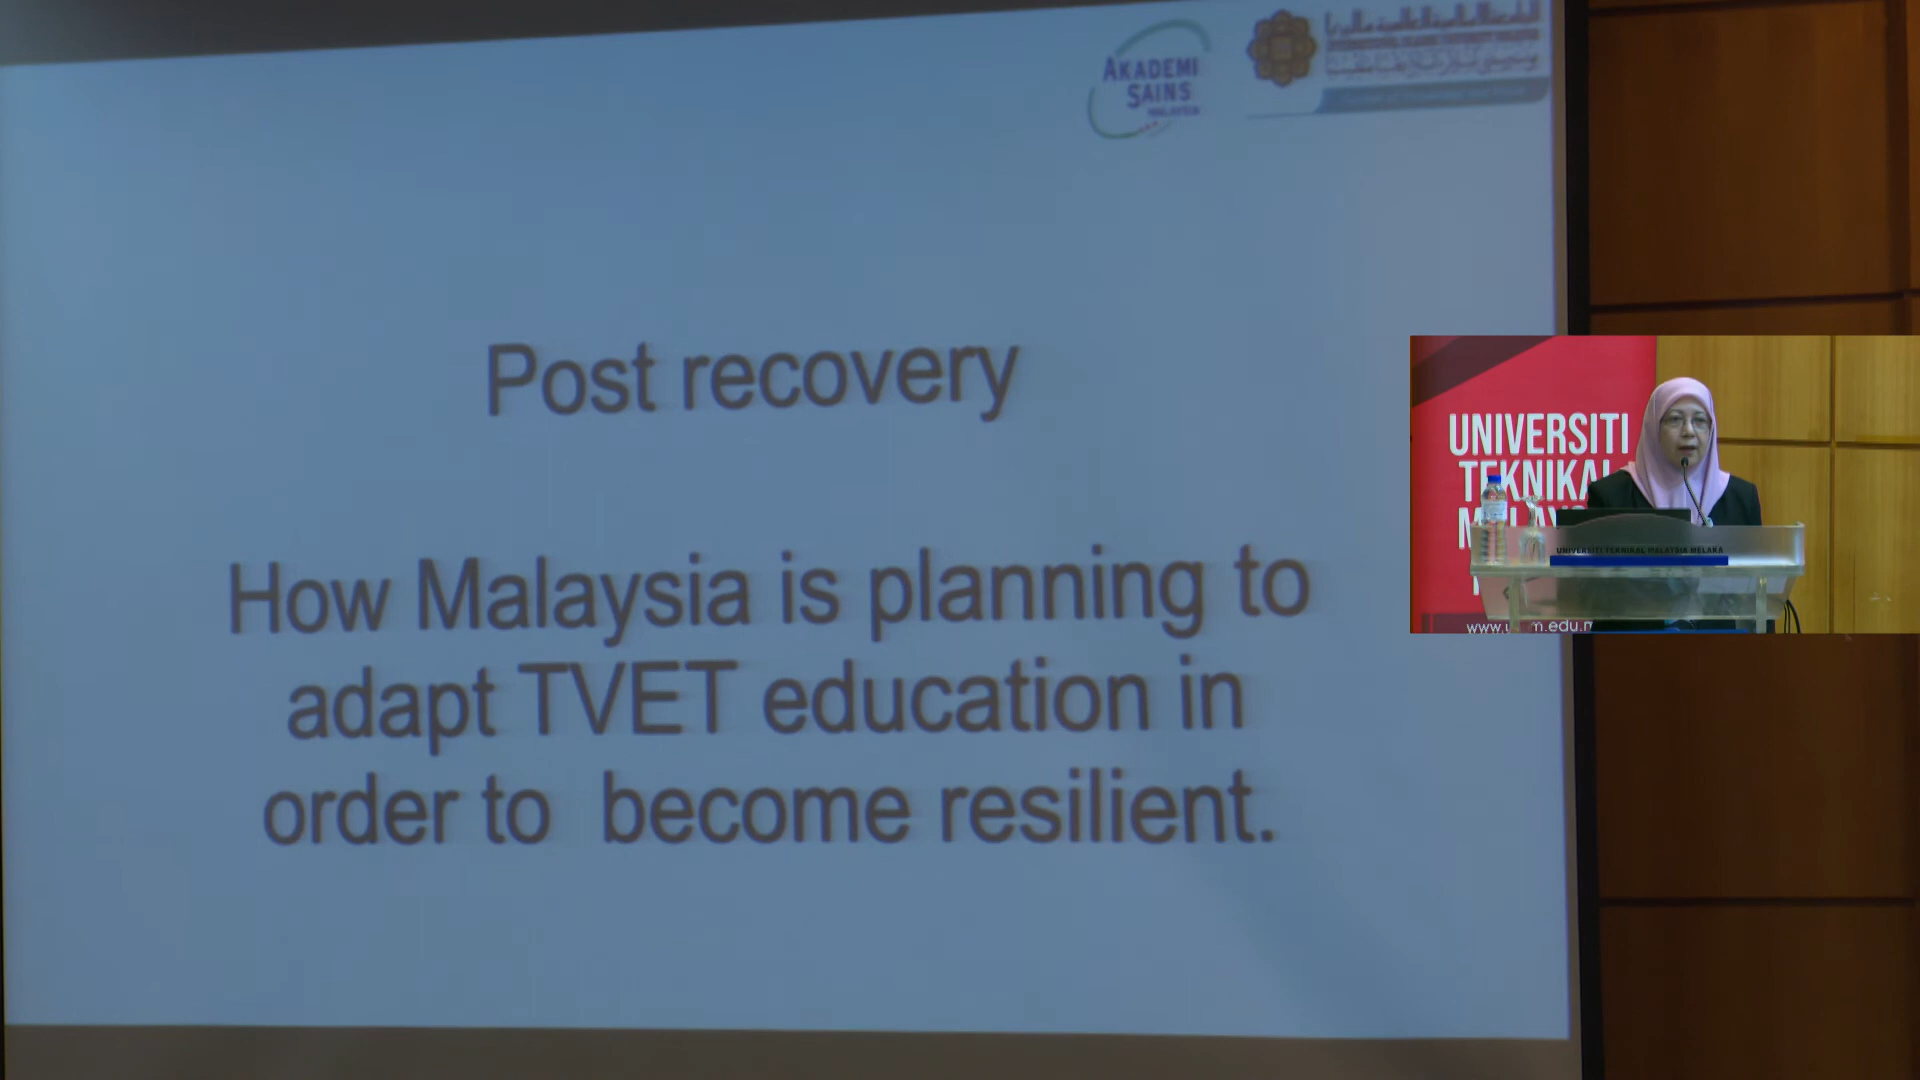 AKADEMI
SAINS
MALAYSIA
Post recovery
How Malaysia is planning to
adapt TVET education in
order to become resilient.
UNIVERSITI
TEKNIKAL
UNIVERSITI TEKNIKAL MALAYSIA MELAKA